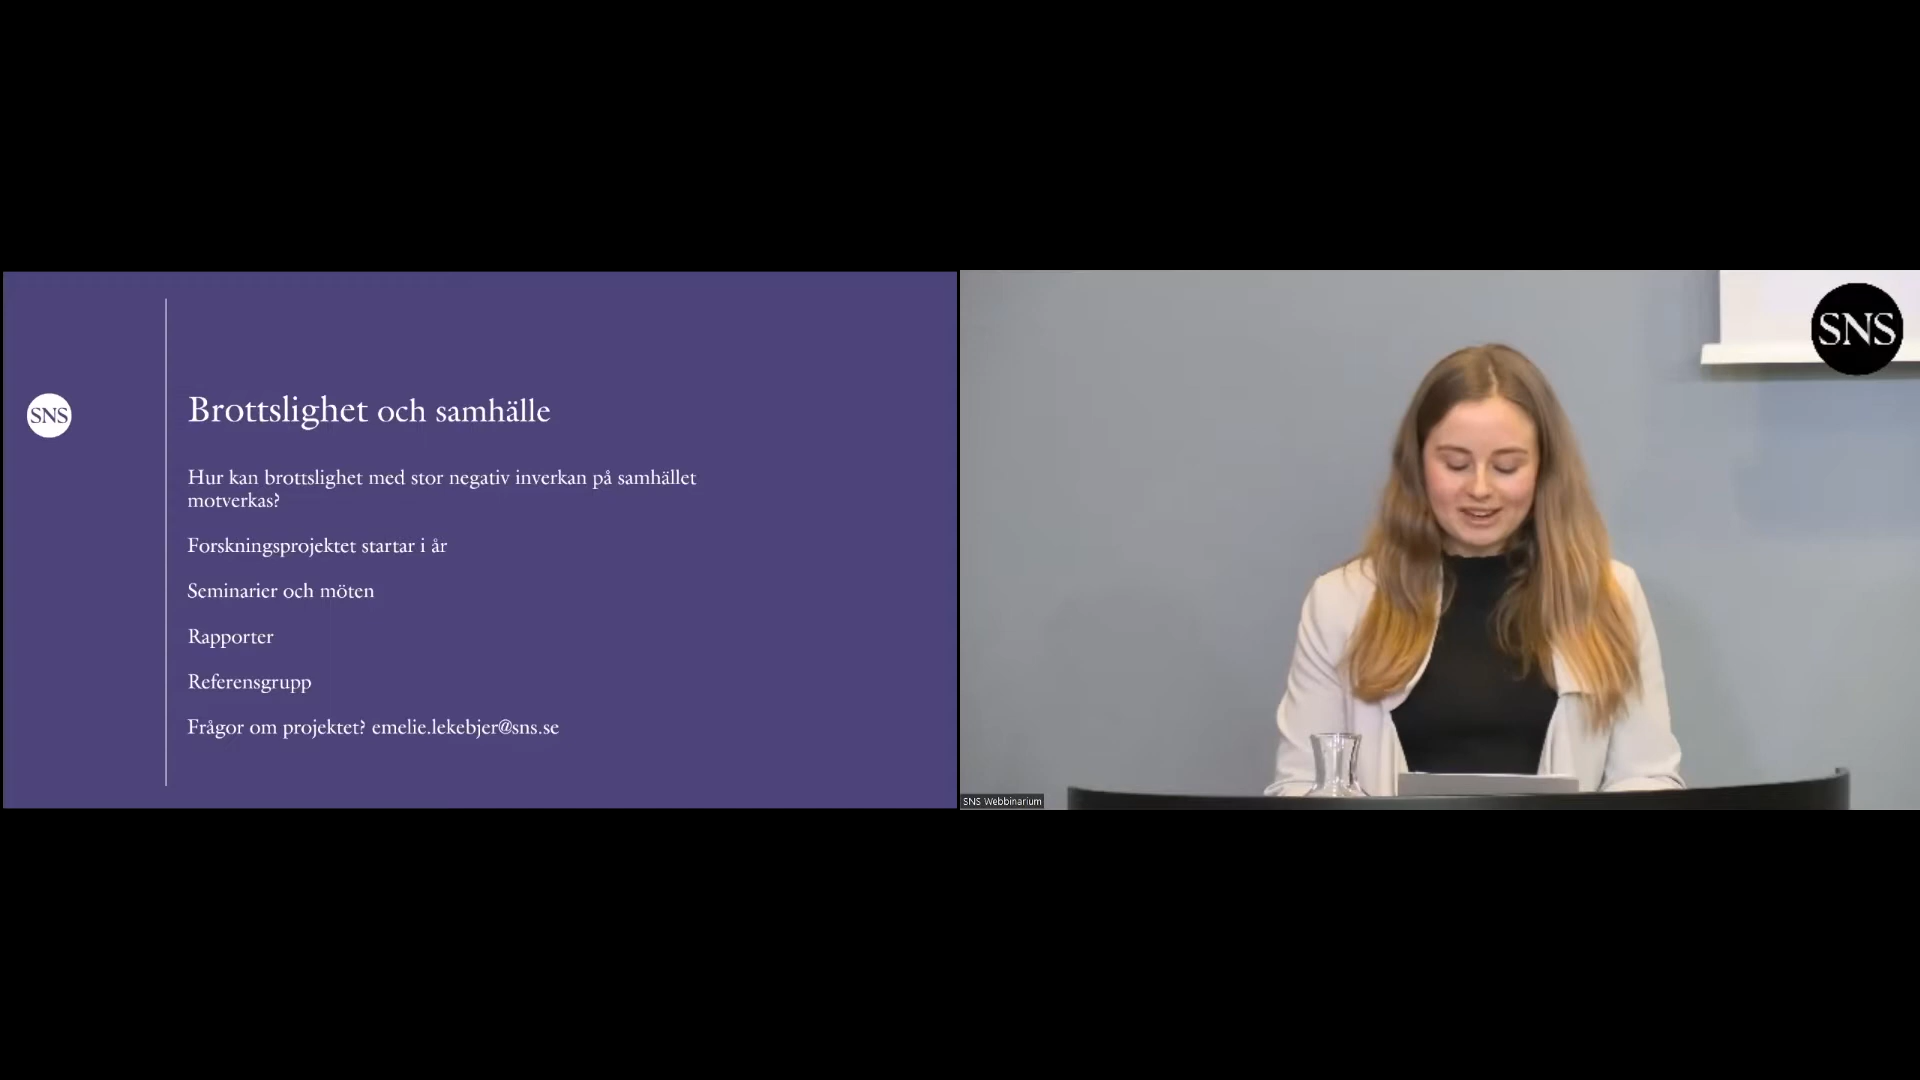 SNS
Brottslighet och samhälle
Hur kan brottslighet med stor negativ inverkan på samhället
motverkas?
Forskningsprojektet startar i år
Seminarier och möten
Rapporter
Referensgrupp
Frågor om projektet? emelie.lekebjer@sns.se
SNS
SNS Webbinarium